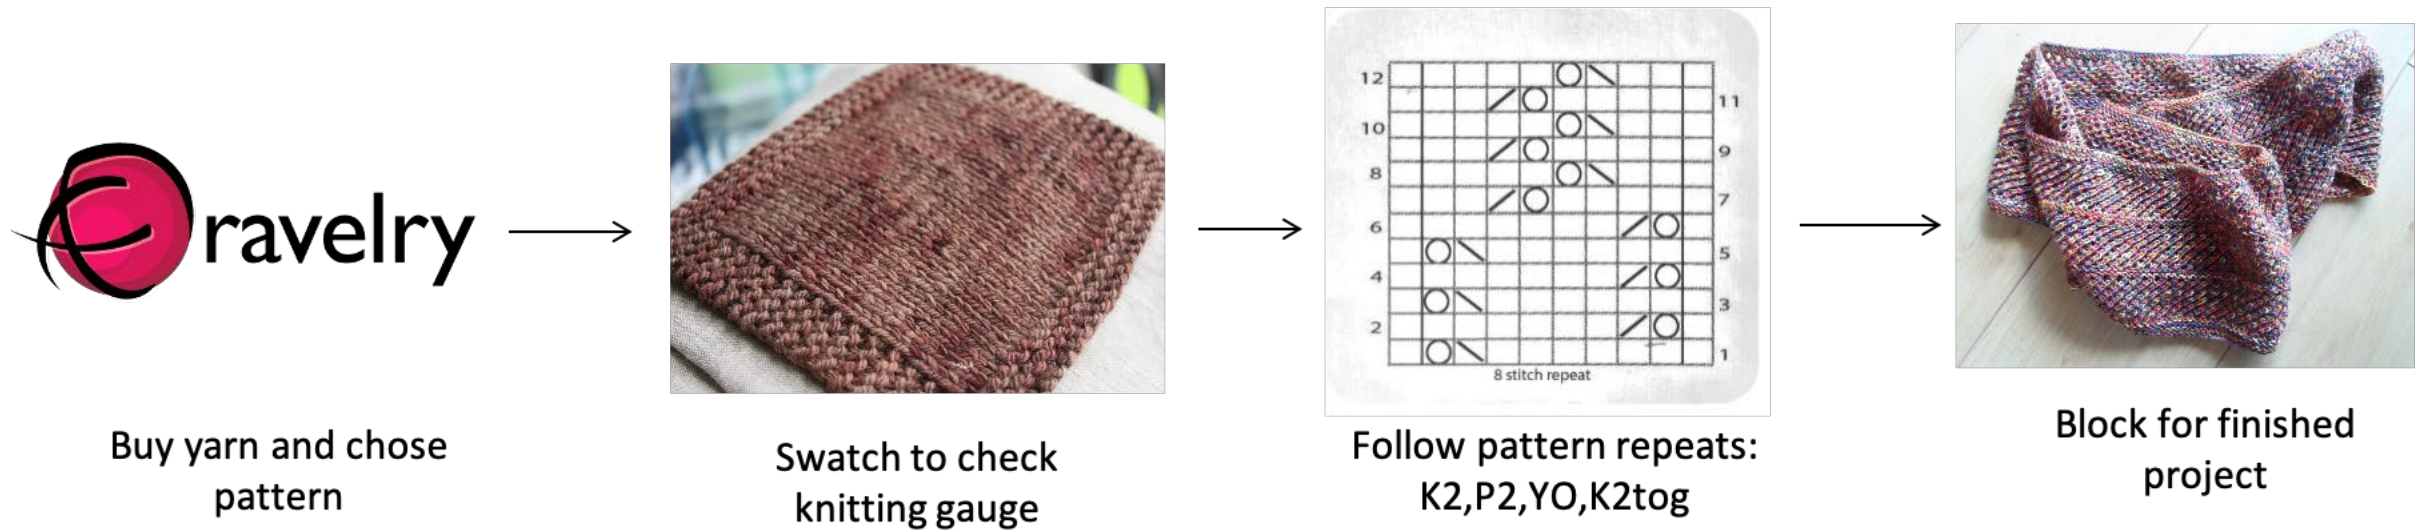 ravelry
Buy yarn and chose
pattern
Swatch to check
knitting gauge
12
11
10
9
8
7
6
5
4
3
2
1
8 stitch repeat
Follow pattern repeats:
K2,P2,YO,K2tog
Block for finished
project